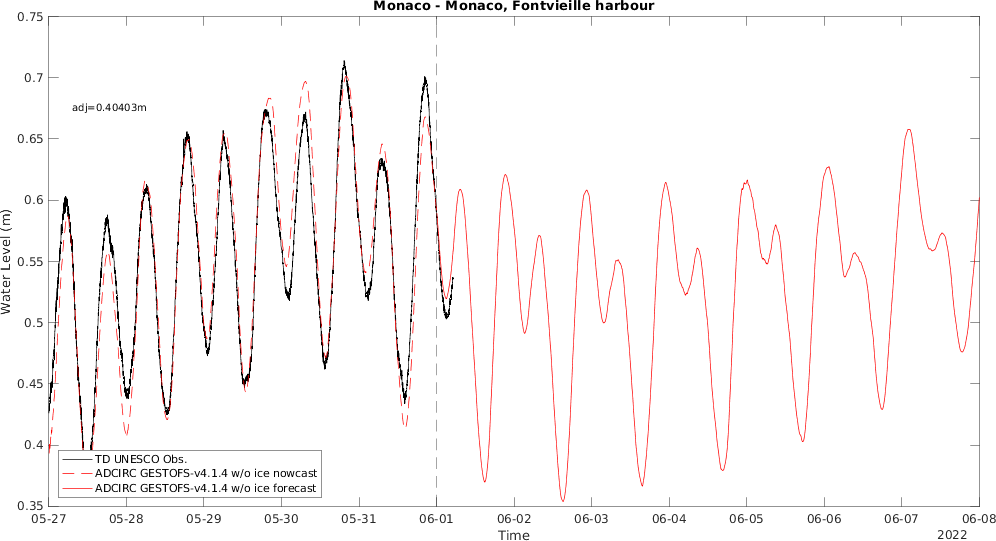 Monaco - Monaco, Fontvieille harbour
0.75
0.7
0.65
0.6
0.55
0.5
0.45
0.4
0.35
Water Level (m)
adj=0.40403m
TD UNESCO Obs.
ADCIRC GESTOFS-v4.1.4 w/o ice nowcast
ADCIRC GESTOFS-v4.1.4 w/o ice forecast
05-27 05-28 05-29 05-30 05-31 06-01 06-02 06-03 06-04 06-05 06-06 06-07 06-08
Time
2022